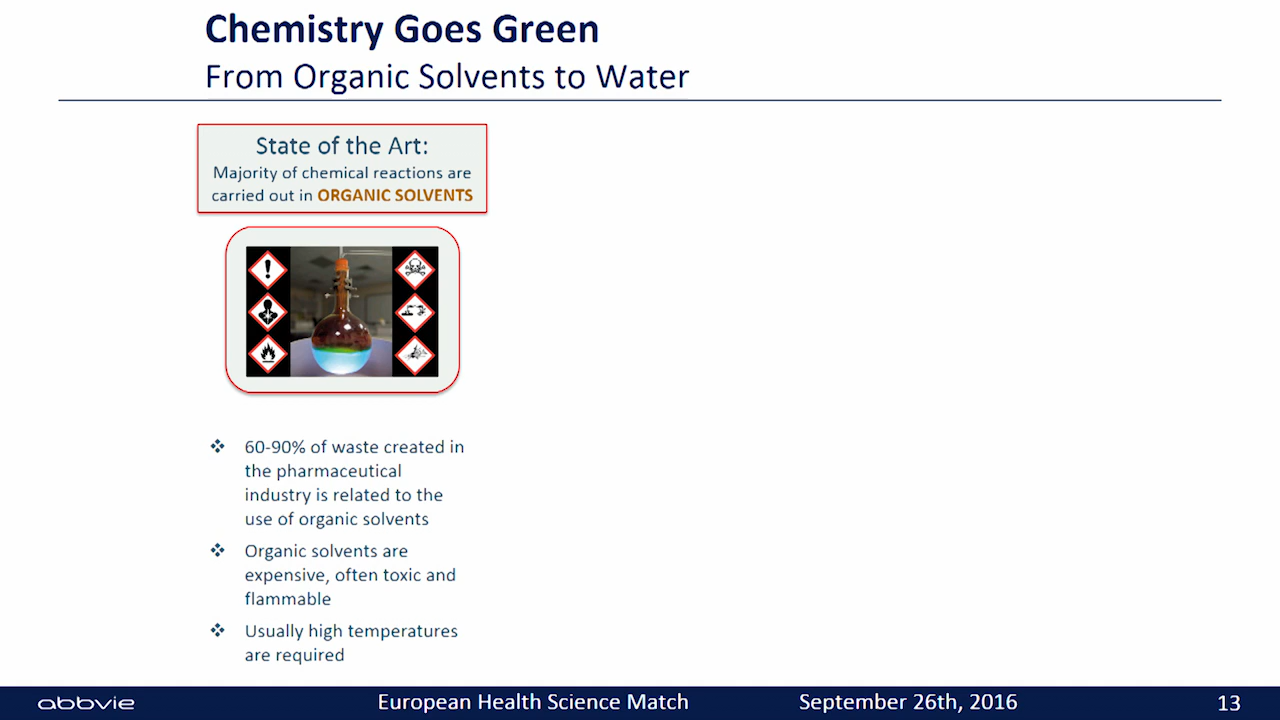 Chemistry Goes Green
From Organic Solvents to Water
State of the Art:
Majority of chemical reactions are
carried out in ORGANIC SOLVENTS
❖ 60-90% of waste created in
the pharmaceutical
industry is related to the
use of organic solvents
❖ Organic solvents are
expensive, often toxic and
flammable
❖ Usually high temperatures
are required
abbvie
European Health Science Match
September 26th, 2016
13